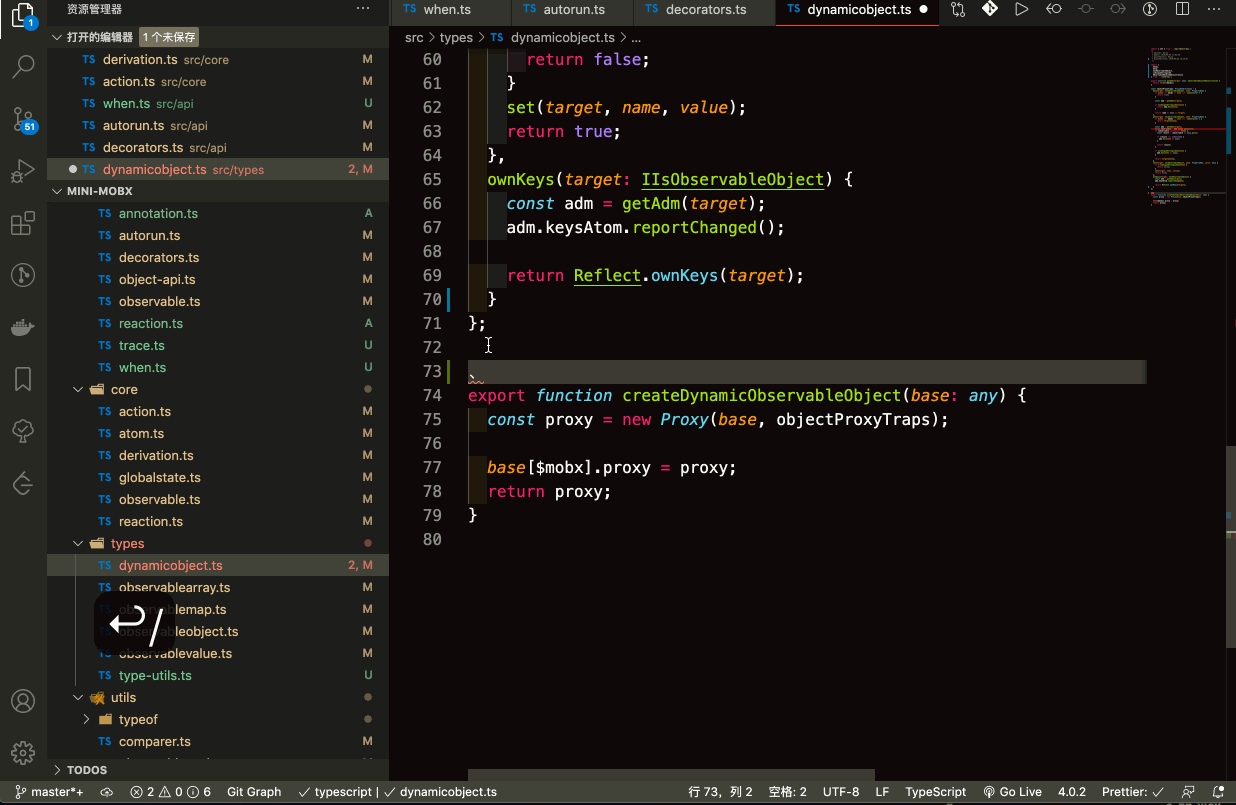 资源管理器 ...
when.ts
autorun.ts
decorators.ts
TS dynamicobject.ts
打开的编辑器 1 个未保存
TS derivation.ts src/core M
TS action.ts src/core M
TS when.ts src/api U
TS autorun.ts src/api M
TS decorators.ts src/api M
TS dynamicobject.ts src/types 2, M
MINI-MOBX
TS annotation.ts A
TS autorun.ts M
TS decorators.ts M
TS object-api.ts M
TS observable.ts M
TS reaction.ts A
TS trace.ts U
TS when.ts U
core
TS action.ts M
TS atom.ts M
TS derivation.ts M
TS globalstate.ts M
TS observable.ts M
TS reaction.ts M
types
TS dynamicobject.ts 2, M
TS observablearray.ts M
TS observablemap.ts M
TS observableobject.ts M
TS observablevalue.ts M
TS type-utils.ts U
utils
typeof
TS comparer.ts M
TODOS
1
51
src > types > TS dynamicobject.ts > ...
60 return false;
61 }
62 set(target, name, value);
63 return true;
64 },
65 ownKeys(target: IIsObservableObject) {
66 const adm = getAdm(target);
67 adm.keysAtom.reportChanged();
68
69 return Reflect.ownKeys(target);
70 }
71 };
72
73 、
74 export function createDynamicObservableObject(base: any) {
75 const proxy = new Proxy(base, objectProxyTraps);
76
77 base[$mobx].proxy = proxy;
78 return proxy;
79 }
80
/
master*+ 2 0 6 Git Graph typescript | dynamicobject.ts 行 73，列 2 空格: 2 UTF-8 LF TypeScript Go Live 4.0.2 Prettier: